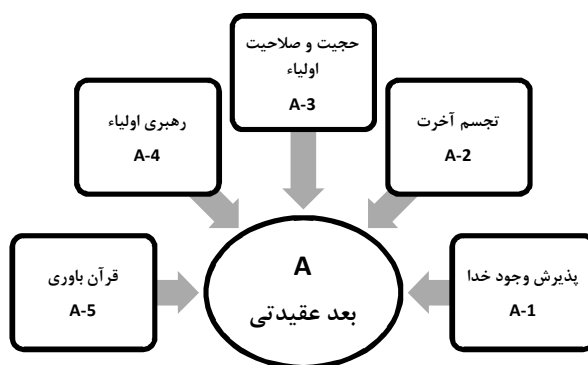 حجیت و صلاحیت
اولیاء
A-3
تجسم آخرت
A-2
رهبری اولیاء
A-4
پذیرش وجود خدا
A-1
قرآن باوری
A-5
A
بعد عقیدتی